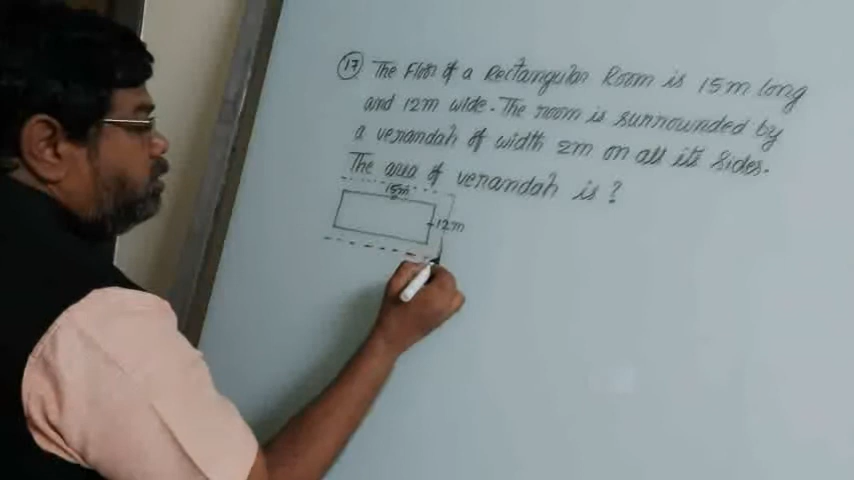 17 The Floor of a Rectangular Room is 15m long
and 12m wide. The room is surrounded by
a verandah of width 2m on all its sides.
The area of verandah is ?
15m
12m